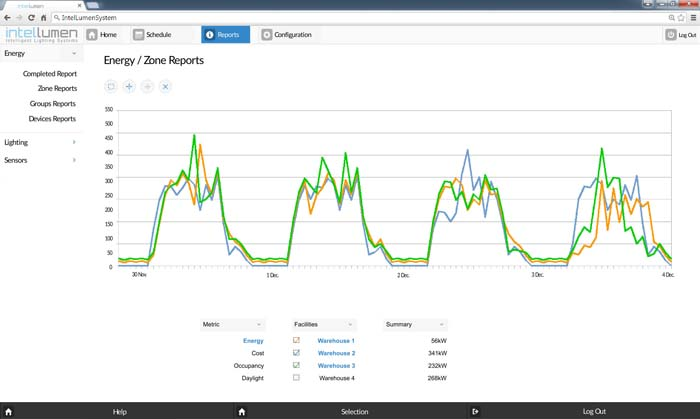 IntelLumenSystem
intellumen
Intelligent Lighting Systems
Home
Schedule
Reports
Configuration
Log Out
Energy
Completed Report
Zone Reports
Groups Reports
Devices Reports
Lighting
Sensors
Energy / Zone Reports
550
500
450
400
350
300
250
200
150
100
50
0
30 Nov.
1 Dec.
2 Dec.
3 Dec.
4 Dec.
Metric
Facilities
Summary
Energy Warehouse 1 56kW
Cost Warehouse 2 341kW
Occupancy Warehouse 3 232kW
Daylight Warehouse 4 268kW
Help
Selection
Log Out